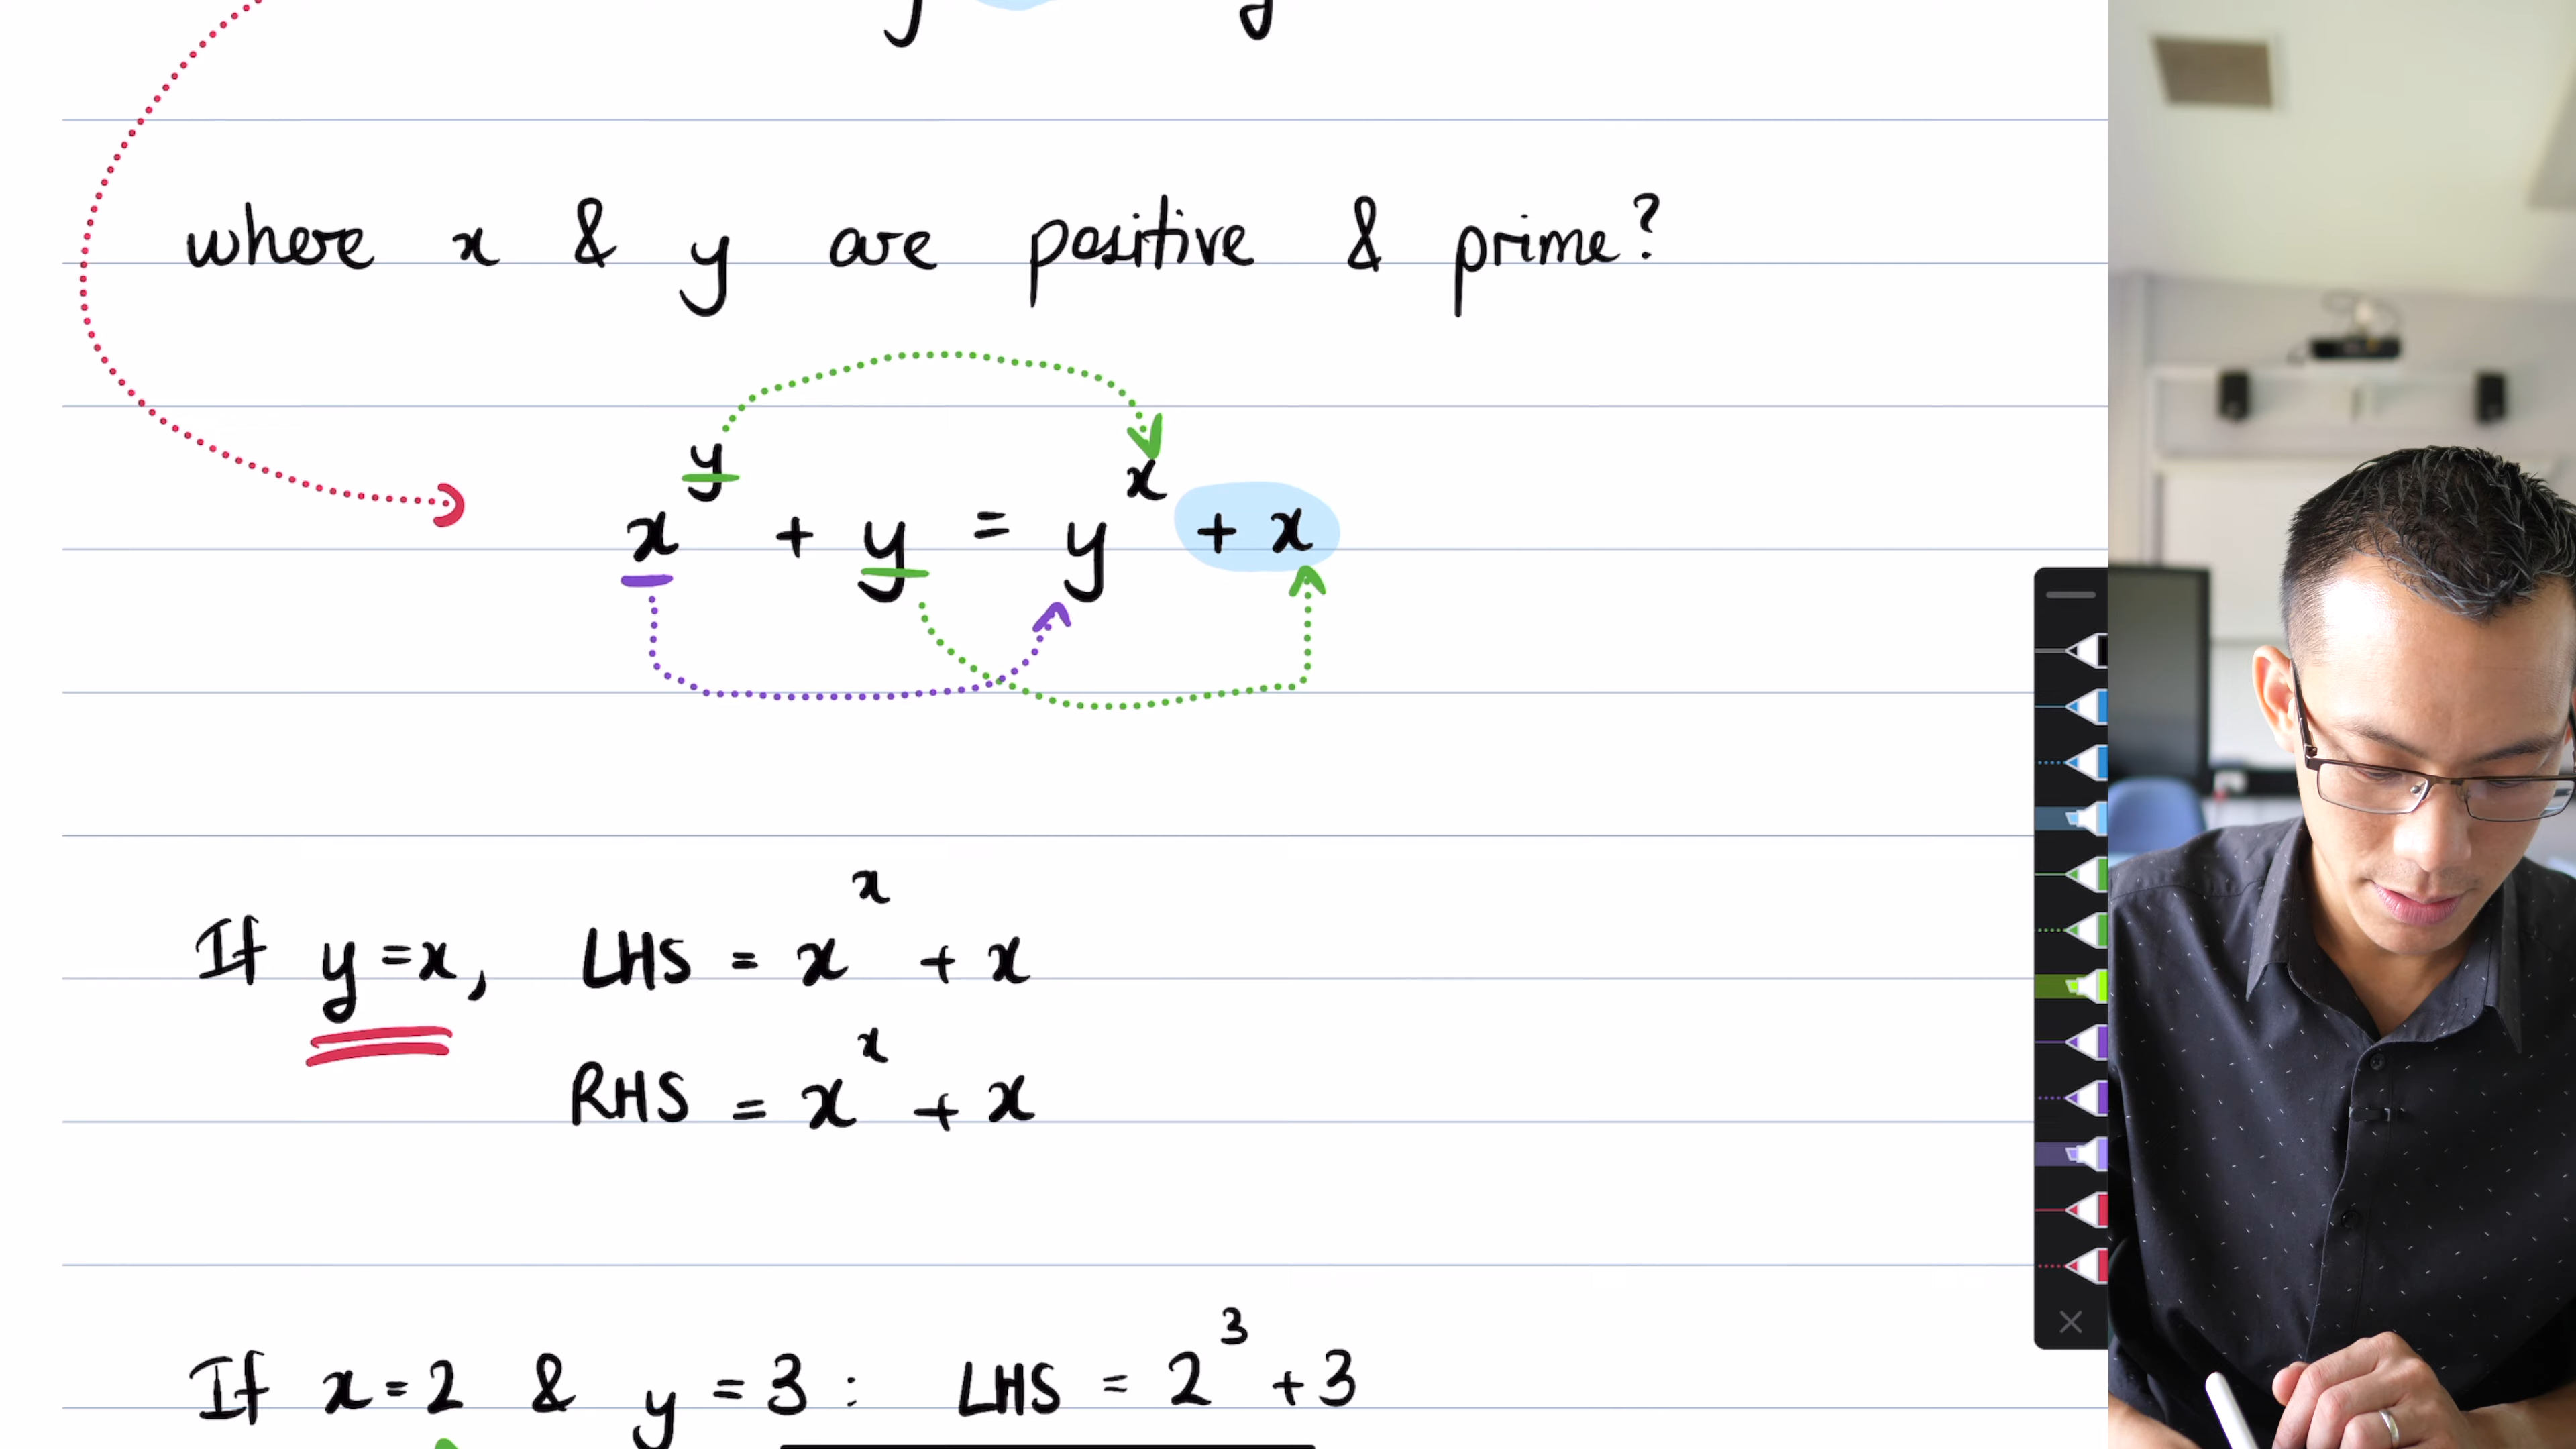 where x & y are positive & prime?
x^y + y = y^x + x
If y = x, LHS = x^x + x
RHS = x^x + x
If x = 2 & y = 3 : LHS = 2^3 + 3